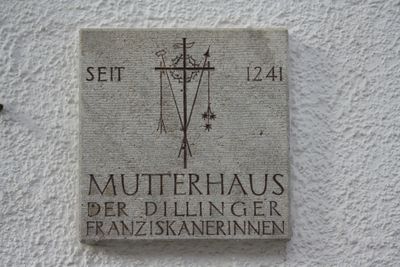 SEIT 1241
MUTTERHAUS
DER DILLINGER
FRANZISKANERINNEN